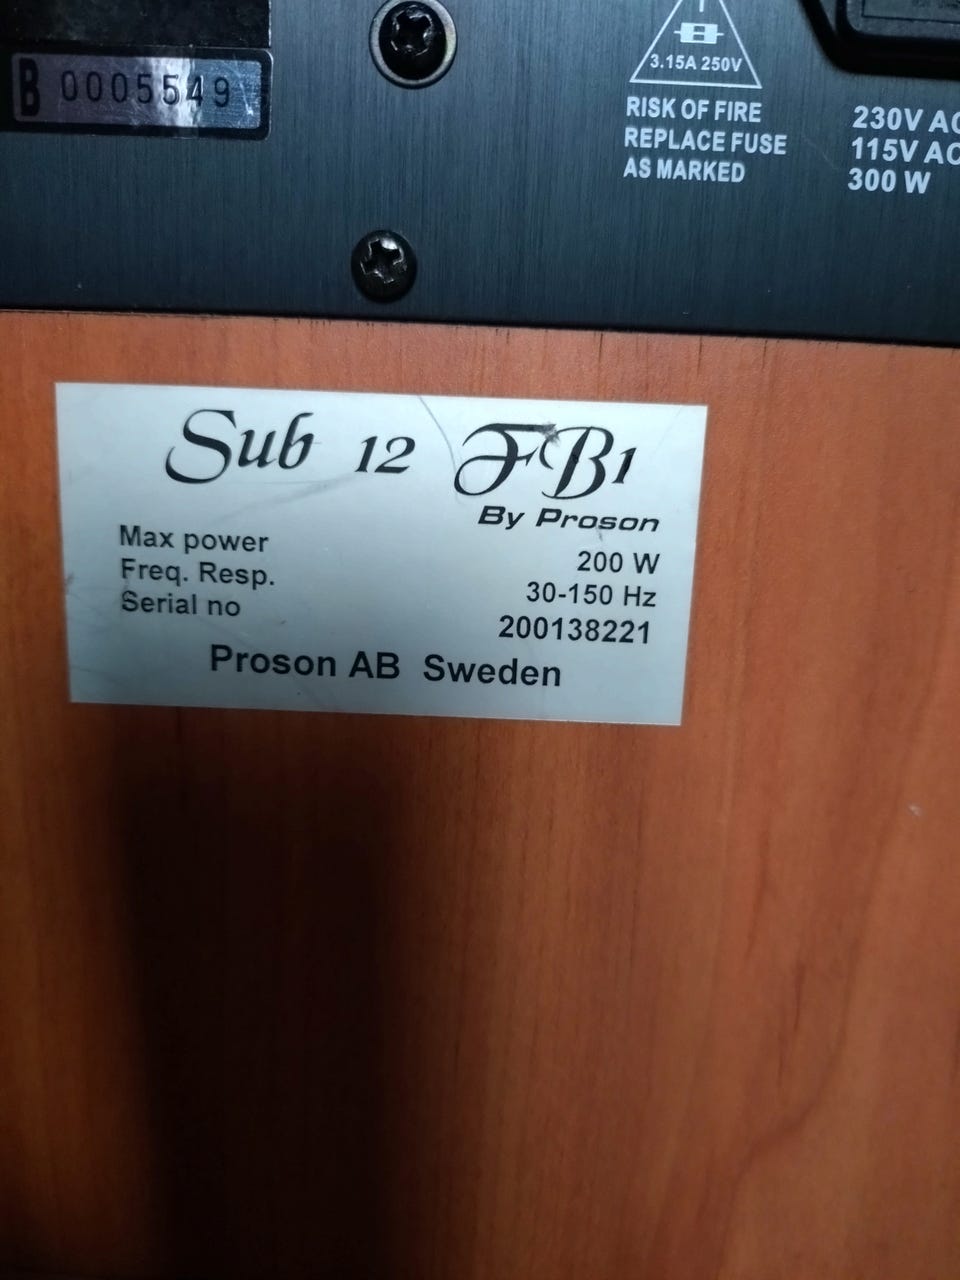 B 0005549
3.15A 250V
RISK OF FIRE
REPLACE FUSE
AS MARKED
230V AC
115V AC
300 W
Sub 12 FB1
By Proson
Max power 200 W
Freq. Resp. 30-150 Hz
Serial no 200138221
Proson AB Sweden